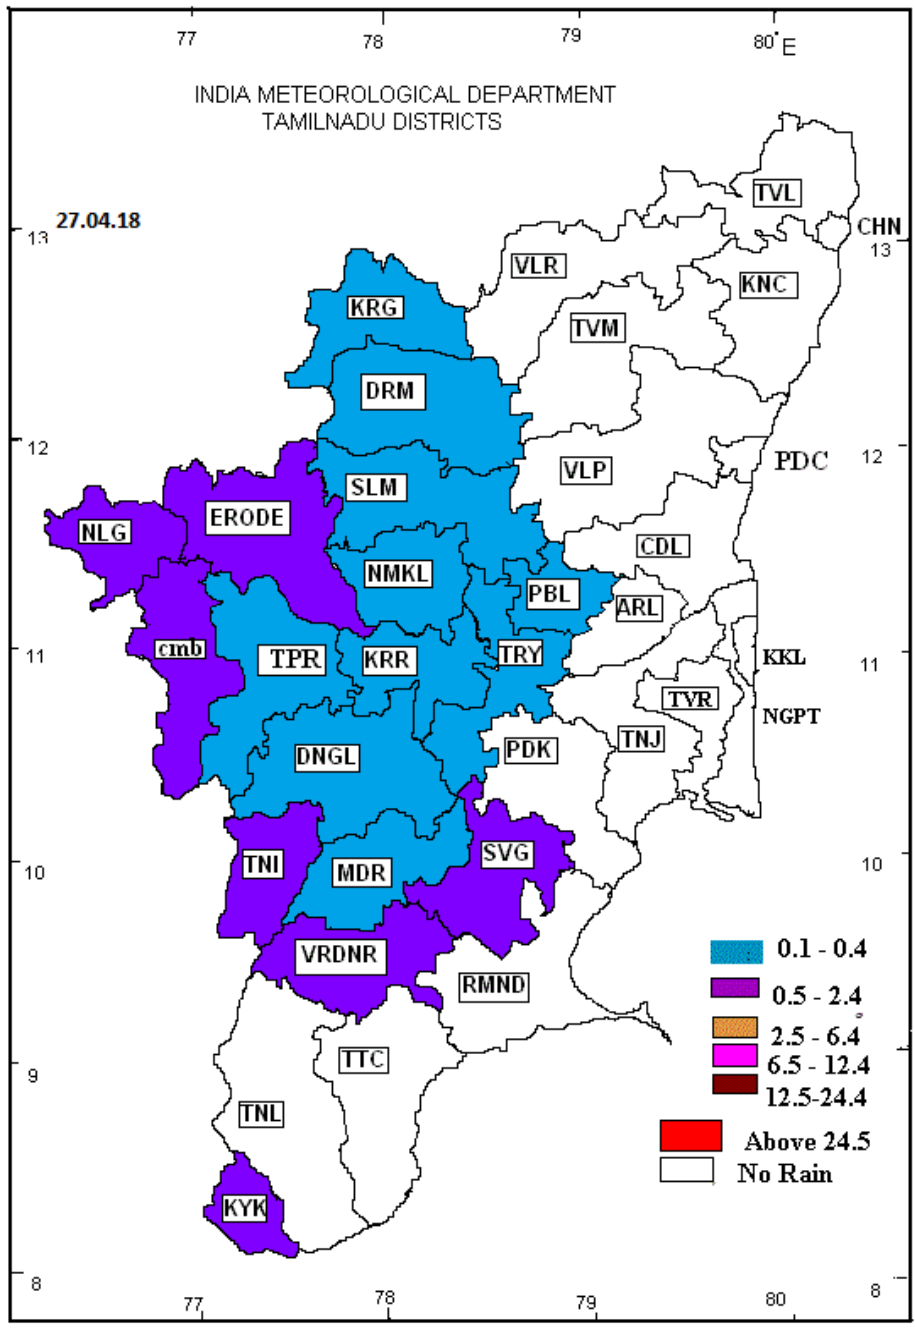 77 78 79 80° E
INDIA METEOROLOGICAL DEPARTMENT
TAMILNADU DISTRICTS
TVL
27.04.18
CHN
13 13
VLR
KNC
KRG
TVM
DRM
12 12
PDC
VLP
SLM
ERODE
NLG
CDL
NMKL
PBL
ARL
cmb
TPR
KRR
TRY
11 11
KKL
TVR
NGPT
TNJ
PDK
DNGL
SVG
TNI
10 10
MDR
VRDNR
0.1 - 0.4
RMND
0.5 - 2.4
2.5 - 6.4
TTC
6.5 - 12.4
9
12.5-24.4
TNL
Above 24.5
No Rain
KYK
8 8
77 78 79 80